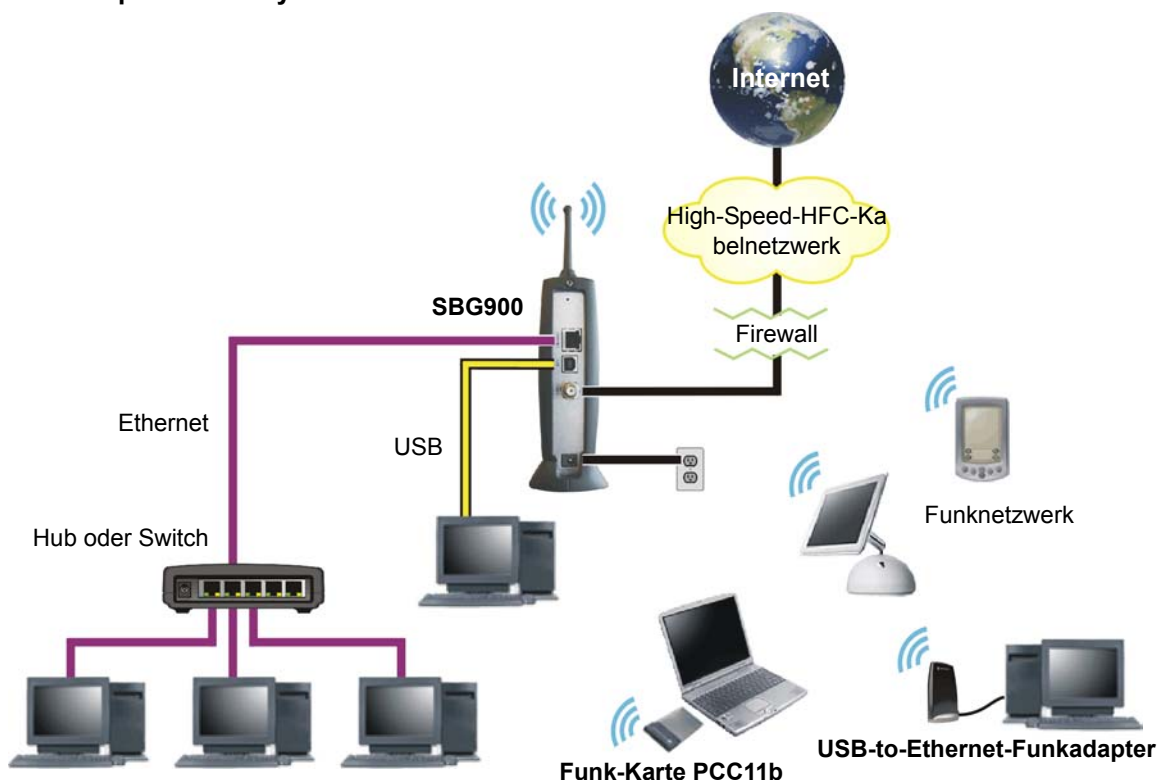 Internet
High-Speed-HFC-Ka
belnetzwerk
SBG900
Firewall
Ethernet
USB
Hub oder Switch
Funknetzwerk
USB-to-Ethernet-Funkadapter
Funk-Karte PCC11b